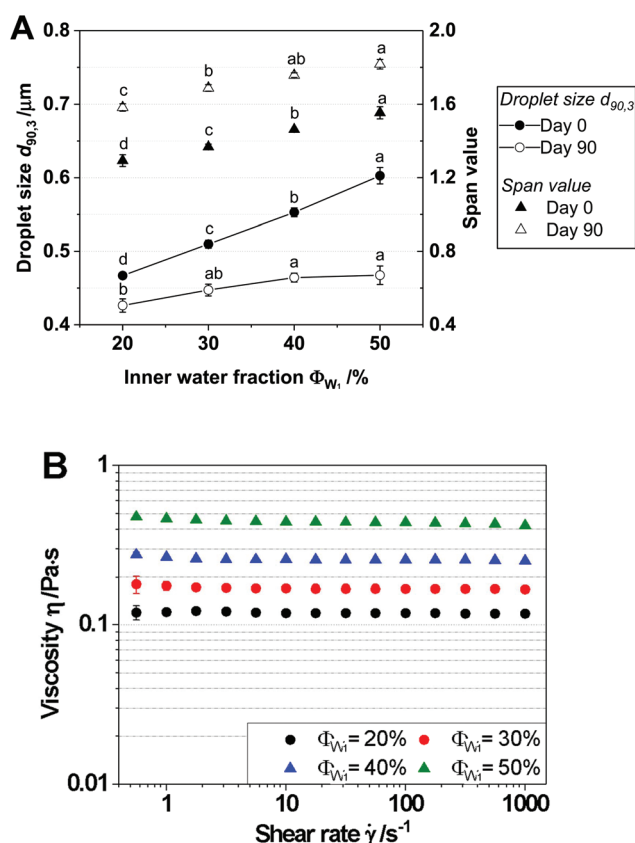 A
Droplet size d90,3 /µm
0.8
0.7
0.6
0.5
0.4
2.0
1.6
1.2
0.8
0.4
Span value
c
b
ab
a
d
c
b
a
d
c
b
a
b
ab
a
a
20
30
40
50
Inner water fraction ΦW1 /%
Droplet size d90,3
Day 0
Day 90
Span value
Day 0
Day 90
B
Viscosity η /Pa·s
1
0.1
0.01
ΦW1= 20%
ΦW1= 30%
ΦW1= 40%
ΦW1= 50%
1
10
100
1000
Shear rate γ̇ /s-1